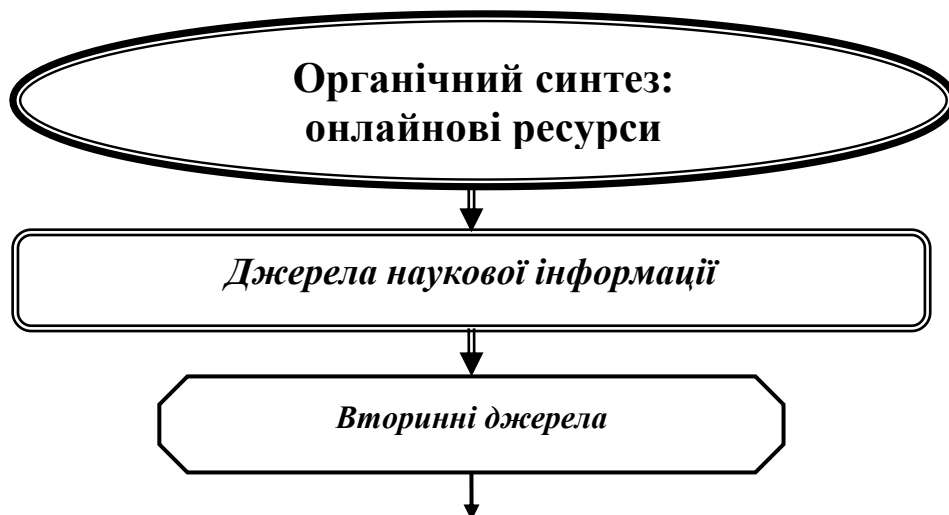 Органічний синтез:
онлайнові ресурси
Джерела наукової інформації
Вторинні джерела